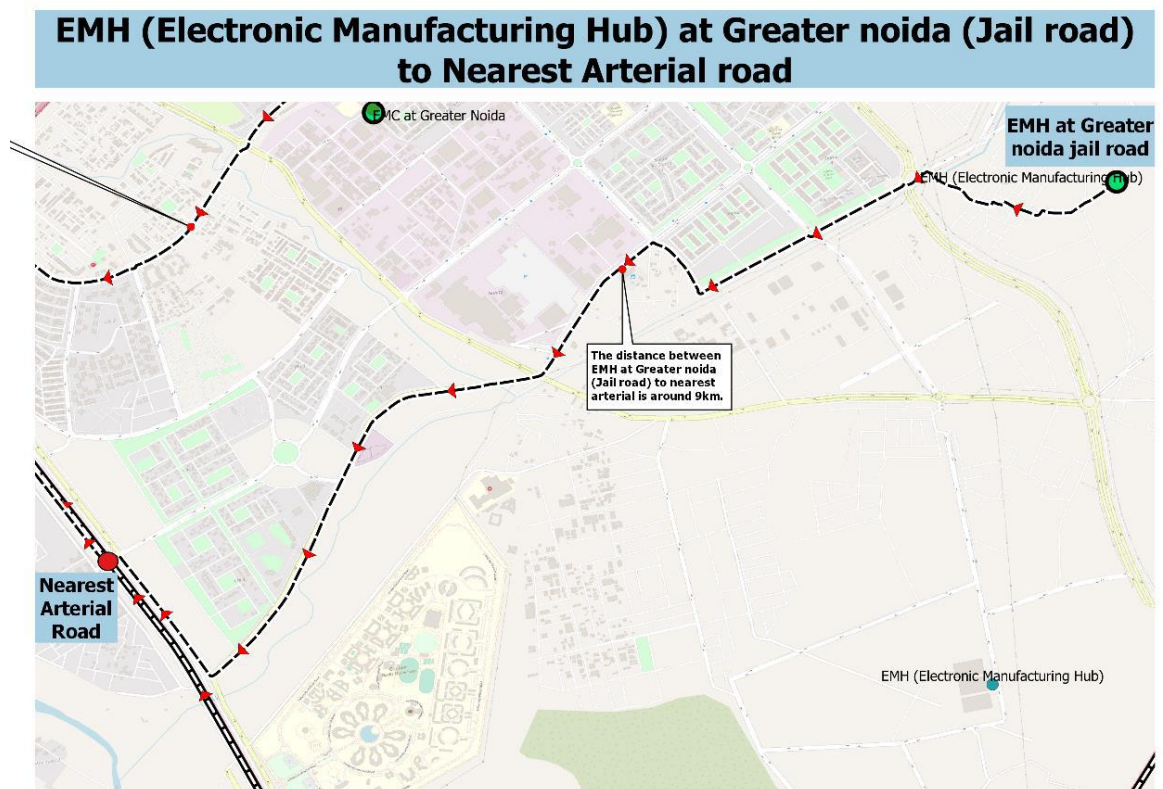 EMH (Electronic Manufacturing Hub) at Greater noida (Jail road)
to Nearest Arterial road
EMC at Greater Noida
EMH at Greater
noida jail road
EMH (Electronic Manufacturing Hub)
The distance between
EMH at Greater noida
(Jail road) to nearest
arterial is around 9km.
Nearest
Arterial
Road
EMH (Electronic Manufacturing Hub)